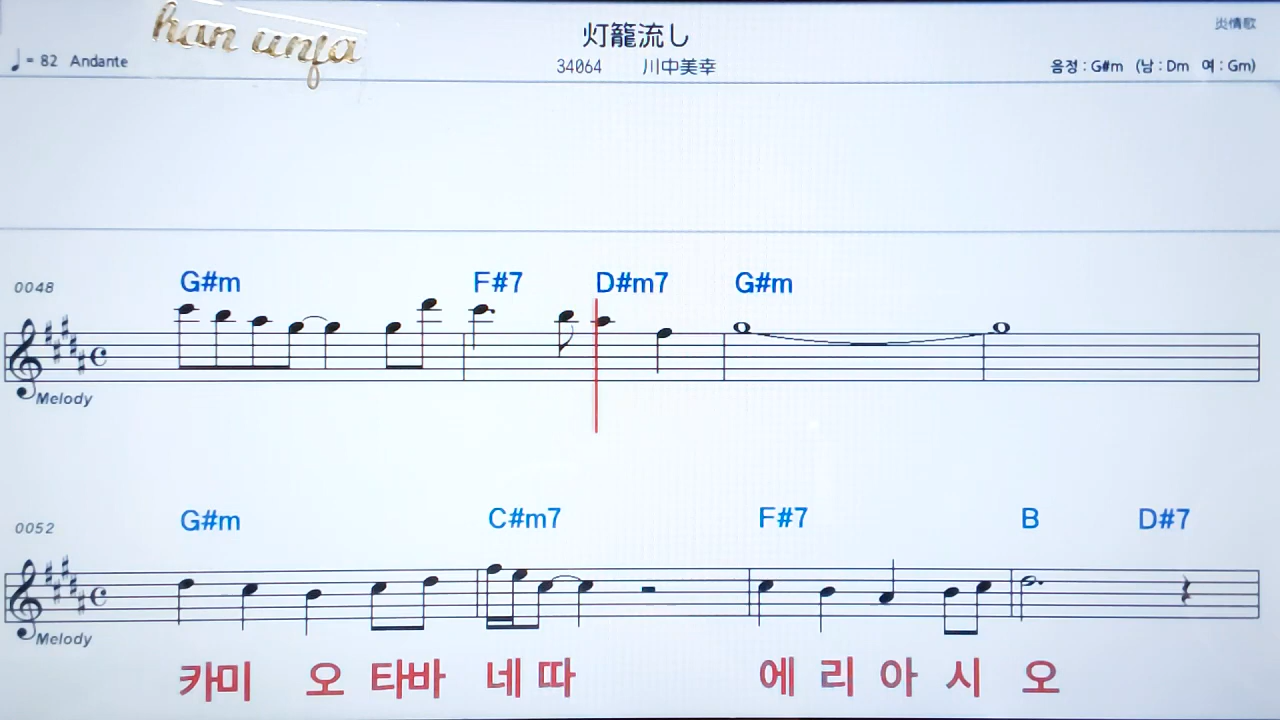 han unfa
灯籠流し
炎情歌
♩= 82 Andante
34064 川中美幸
음정 : G#m (남 : Dm 여 : Gm)
0048
G#m F#7 D#m7 G#m
Melody
0052
G#m C#m7 F#7 B D#7
Melody
카미 오 타바 네 따 에 리 아 시 오